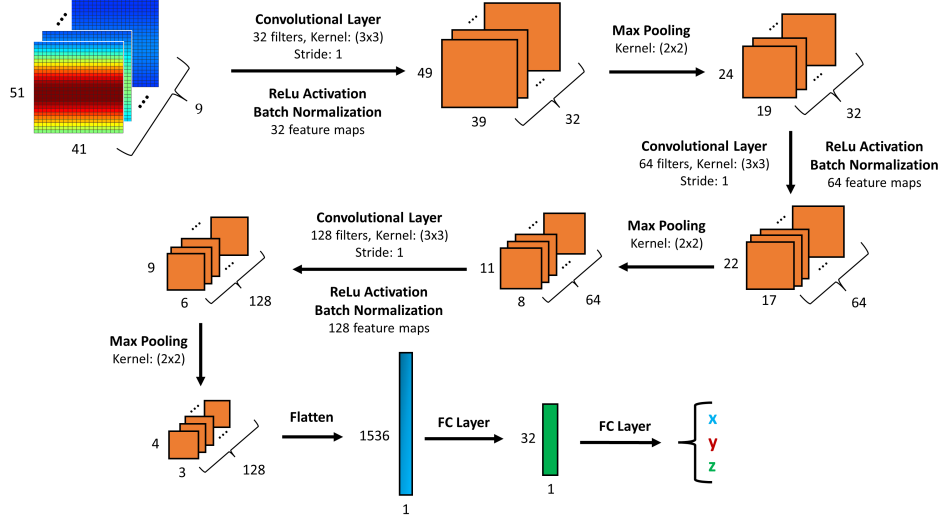 51
41
9
Convolutional Layer
32 filters, Kernel: (3x3)
Stride: 1
ReLu Activation
Batch Normalization
32 feature maps
49
39
32
Max Pooling
Kernel: (2x2)
24
19
32
Convolutional Layer
64 filters, Kernel: (3x3)
Stride: 1
ReLu Activation
Batch Normalization
64 feature maps
22
17
64
Max Pooling
Kernel: (2x2)
11
8
64
Convolutional Layer
128 filters, Kernel: (3x3)
Stride: 1
ReLu Activation
Batch Normalization
128 feature maps
9
6
128
Max Pooling
Kernel: (2x2)
4
3
128
Flatten
1536
1
FC Layer
32
1
FC Layer
x
y
z